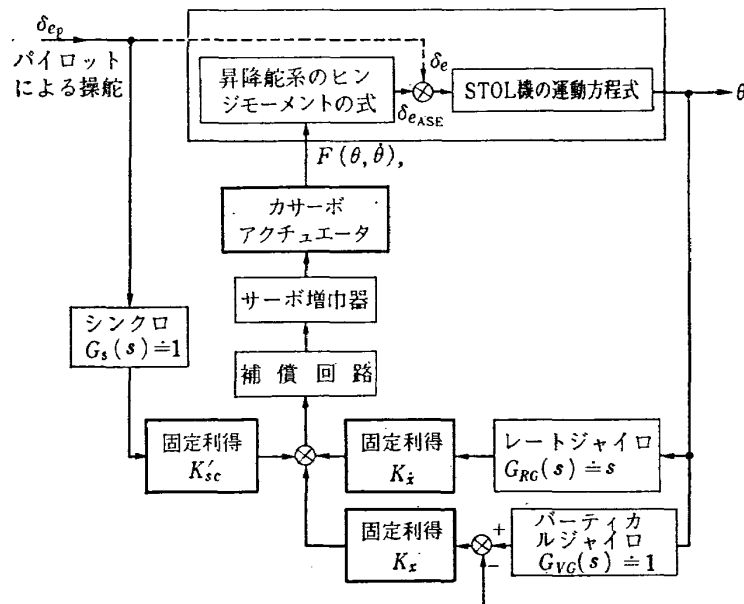 δep
パイロット
による操舵
昇降舵系のヒン
ジモーメントの式
δe
δeASE
STOL機の運動方程式
θ
F(θ,θ̇),
力サーボ
アクチュエータ
サーボ増巾器
補償回路
シンクロ
Gs(s)≒1
固定利得
K′sc
固定利得
Kẋ
レートジャイロ
GRG(s)≒s
固定利得
Kx
+
−
バーティカ
ルジャイロ
GVG(s)≒1